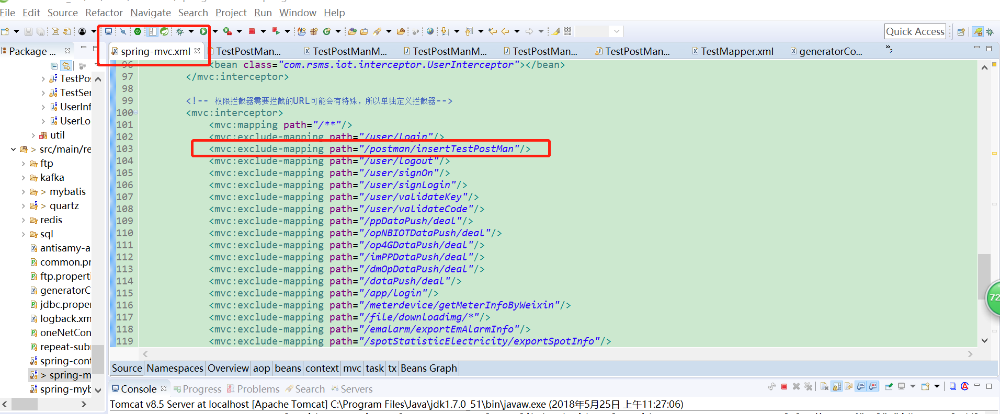 File Edit Source Refactor Navigate Search Project Run Window Help
Quick Access
Package ...
spring-mvc.xml
TestPostMan...
TestPostManM...
TestPostManM...
TestPostMan...
TestPostMan...
TestMapper.xml
generatorCo...
TestPos
TestSer
UserInf
UserLo
util
> src/main/re
ftp
kafka
> mybatis
> quartz
redis
sql
antisamy-a
common.pr
ftp.properti
generatorC
jdbc.proper
logback.xm
oneNetCon
repeat-subr
spring-cont
> spring-m
spring-myb
96 <bean class="com.rsms.iot.interceptor.UserInterceptor"></bean>
97 </mvc:interceptor>
98
99 <!-- 权限拦截器需要拦截的URL可能会有特殊，所以单独定义拦截器-->
100 <mvc:interceptor>
101 <mvc:mapping path="/**"/>
102 <mvc:exclude-mapping path="/user/login"/>
103 <mvc:exclude-mapping path="/postman/insertTestPostMan"/>
104 <mvc:exclude-mapping path="/user/logout"/>
105 <mvc:exclude-mapping path="/user/signOn"/>
106 <mvc:exclude-mapping path="/user/signLogin"/>
107 <mvc:exclude-mapping path="/user/validateKey"/>
108 <mvc:exclude-mapping path="/user/validateCode"/>
109 <mvc:exclude-mapping path="/ppDataPush/deal"/>
110 <mvc:exclude-mapping path="/opNBIOTDataPush/deal"/>
111 <mvc:exclude-mapping path="/op4GDataPush/deal"/>
112 <mvc:exclude-mapping path="/imPPDataPush/deal"/>
113 <mvc:exclude-mapping path="/dmOpDataPush/deal"/>
114 <mvc:exclude-mapping path="/dataPush/deal"/>
115 <mvc:exclude-mapping path="/app/login"/>
116 <mvc:exclude-mapping path="/meterdevice/getMeterInfoByWeixin"/>
117 <mvc:exclude-mapping path="/file/downloadimg/*"/>
118 <mvc:exclude-mapping path="/emalarm/exportEmAlarmInfo"/>
119 <mvc:exclude-mapping path="/spotStatisticElectricity/exportSpotInfo"/>
72
Source Namespaces Overview aop beans context mvc task tx Beans Graph
Console Progress Problems Search Servers
Tomcat v8.5 Server at localhost [Apache Tomcat] C:\Program Files\Java\jdk1.7.0_51\bin\javaw.exe (2018年5月25日 上午11:27:06)